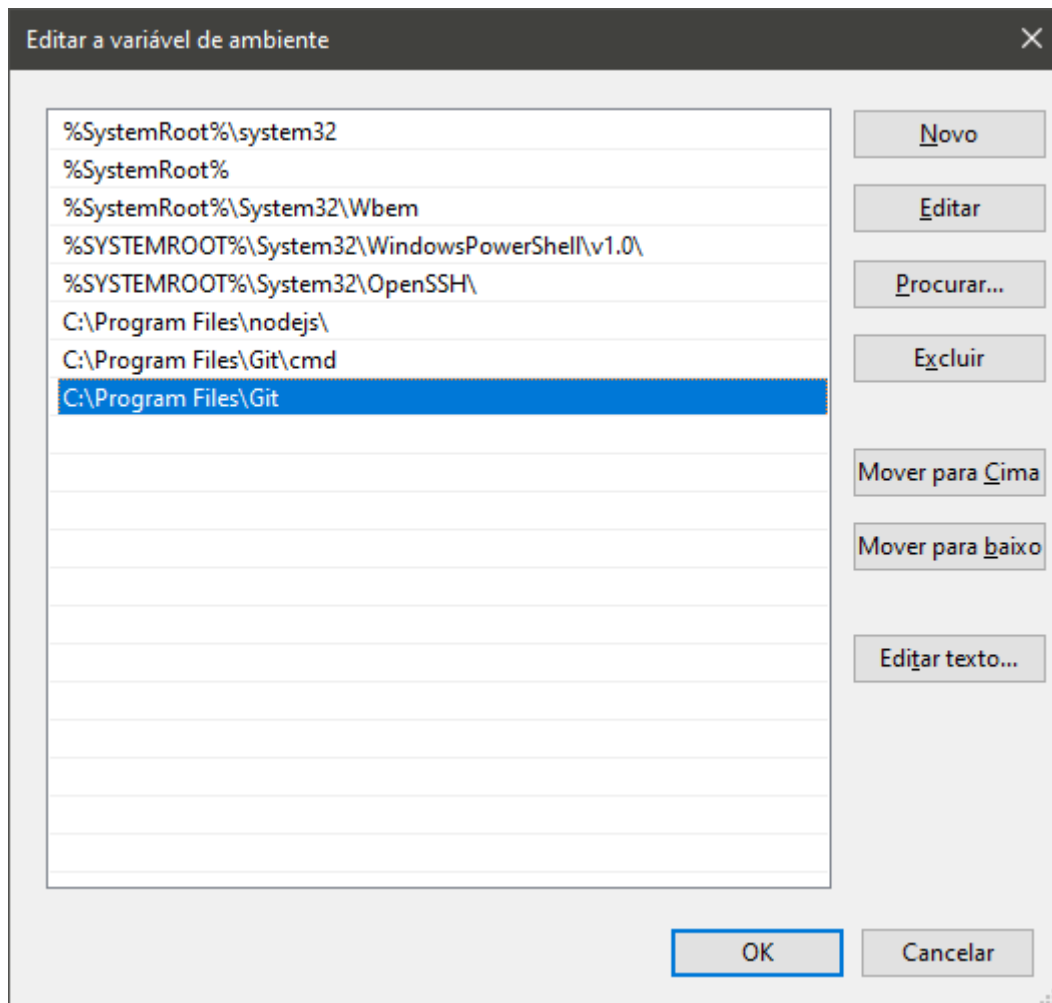 Editar a variável de ambiente
%SystemRoot%\system32
%SystemRoot%
%SystemRoot%\System32\Wbem
%SYSTEMROOT%\System32\WindowsPowerShell\v1.0\
%SYSTEMROOT%\System32\OpenSSH\
C:\Program Files\nodejs\
C:\Program Files\Git\cmd
C:\Program Files\Git
Novo
Editar
Procurar...
Excluir
Mover para Cima
Mover para baixo
Editar texto...
OK
Cancelar